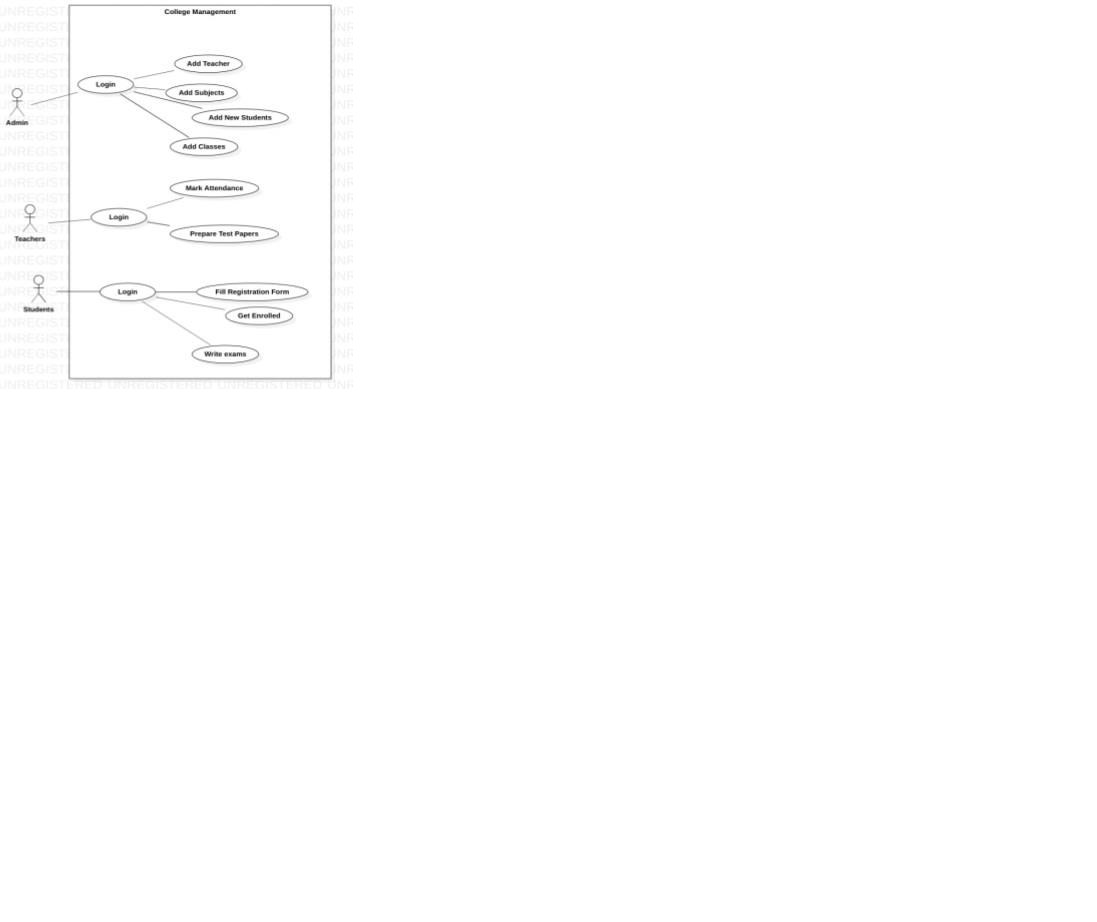 College Management
Add Teacher
Login
Add Subjects
Add New Students
Admin
Add Classes
Mark Attendance
Login
Prepare Test Papers
Teachers
Login
Fill Registration Form
Get Enrolled
Students
Write exams
UNREGISTERED UNREGISTERED UNREGISTERED UNR